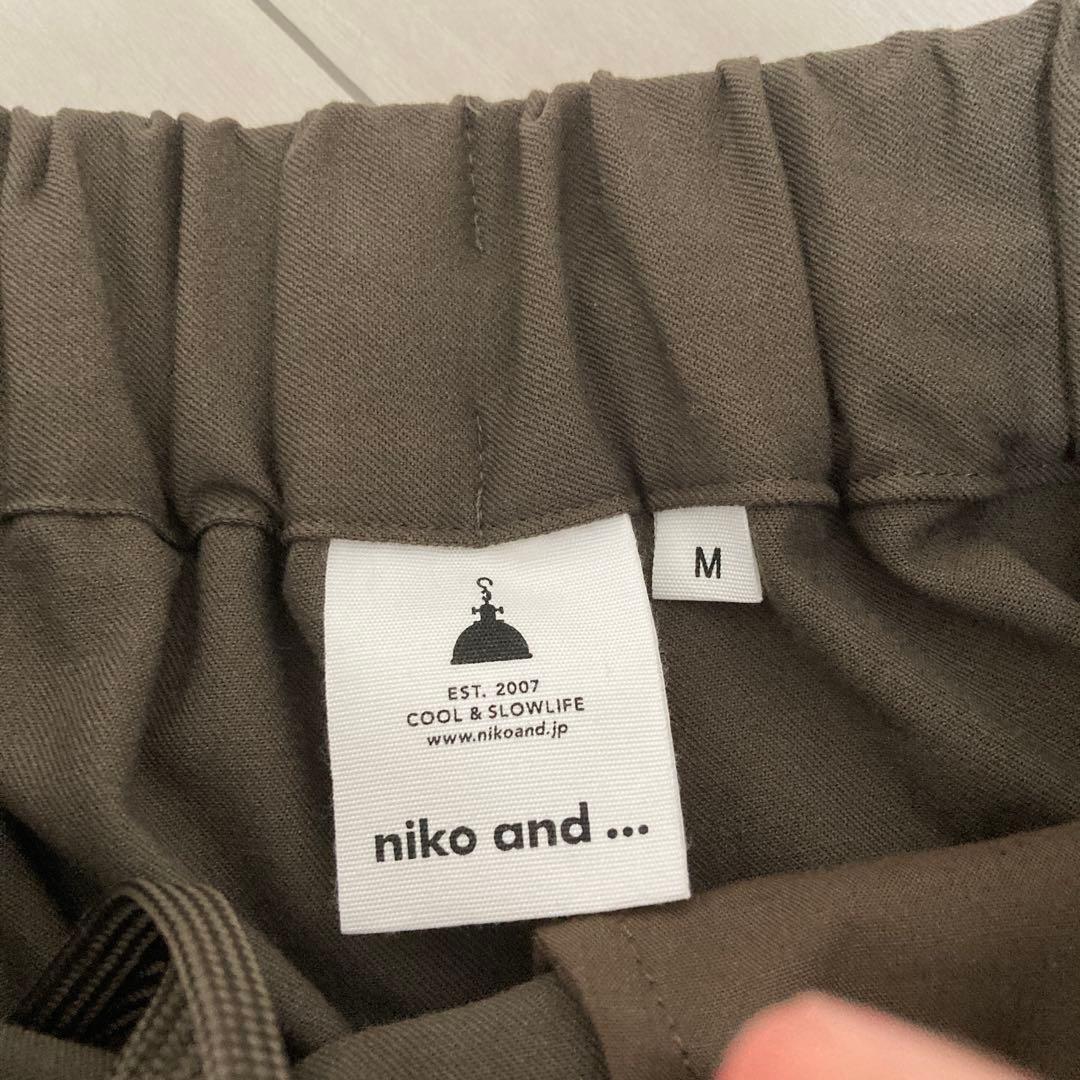 M
EST. 2007
COOL & SLOWLIFE
www.nikoand.jp
niko and ...